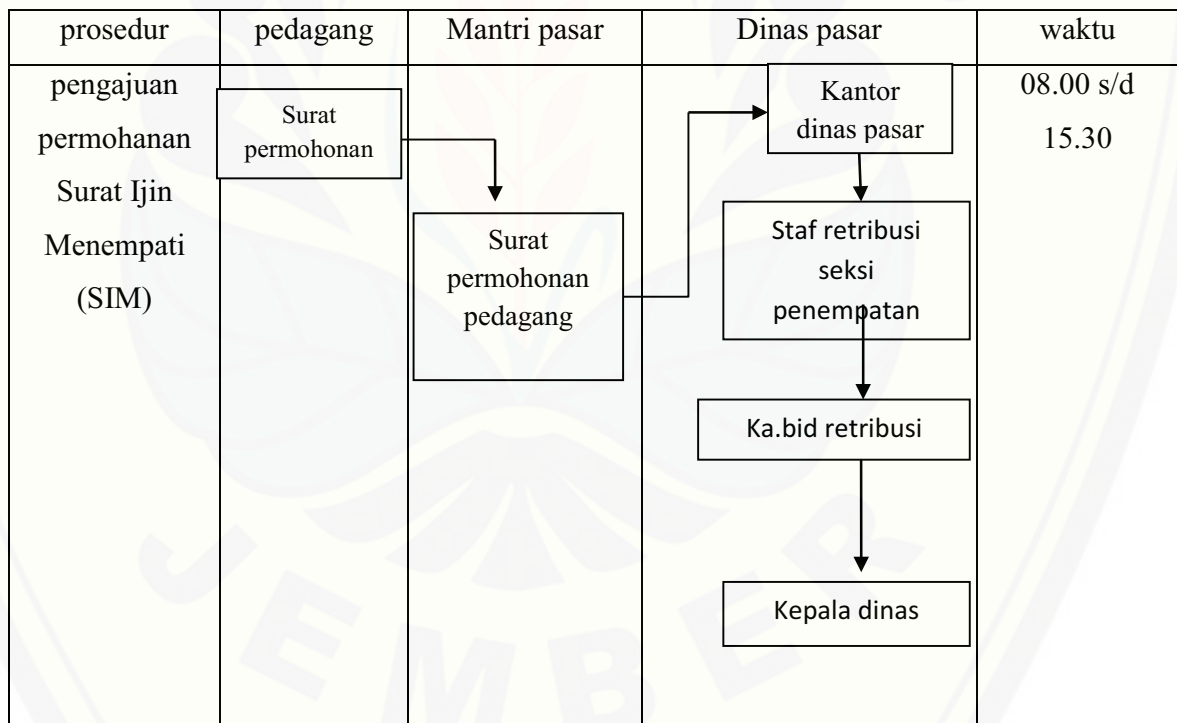 prosedur
pedagang
Mantri pasar
Dinas pasar
waktu
pengajuan
permohanan
Surat Ijin
Menempati
(SIM)
Surat
permohonan
Surat
permohonan
pedagang
Kantor
dinas pasar
Staf retribusi
seksi
penempatan
Ka.bid retribusi
Kepala dinas
08.00 s/d
15.30
JEMBER